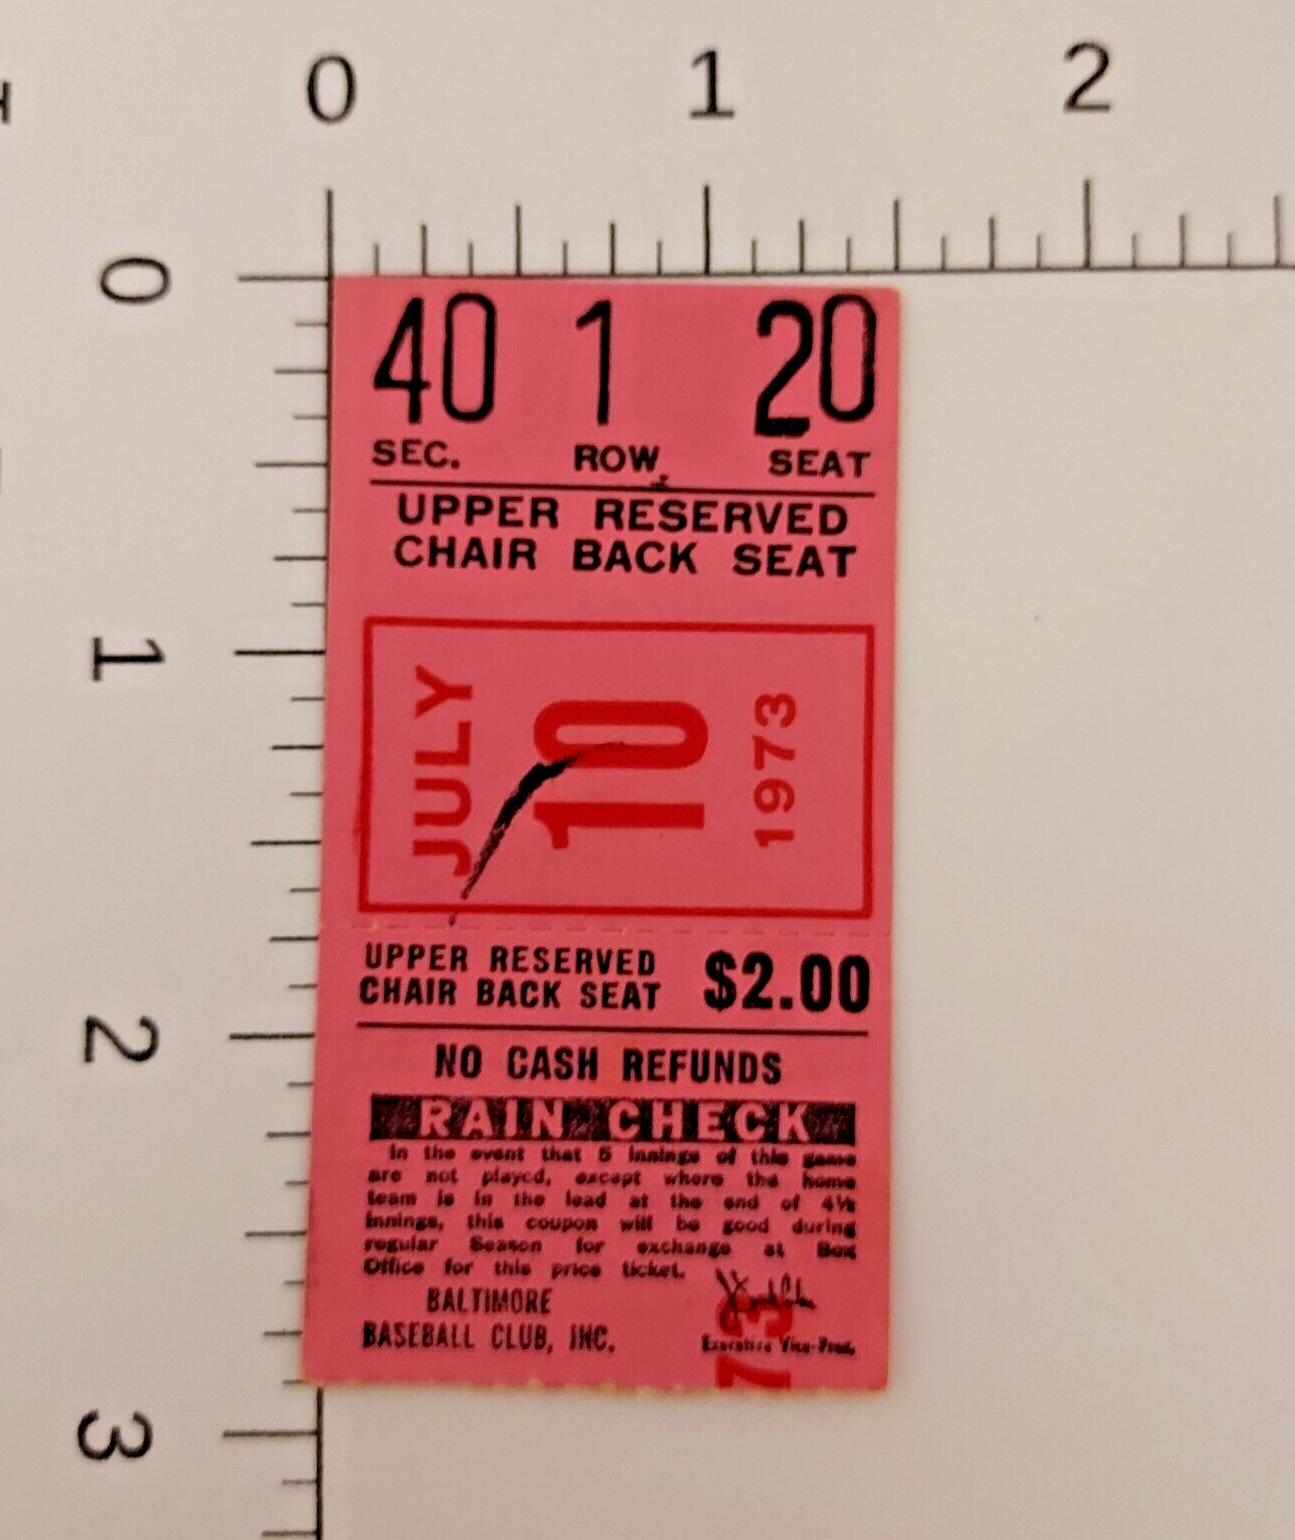 0 1 2
0
1
2
3
40 1 20
SEC. ROW. SEAT
UPPER RESERVED
CHAIR BACK SEAT
JULY
10
1973
UPPER RESERVED
CHAIR BACK SEAT
$2.00
NO CASH REFUNDS
RAIN CHECK
In the event that 5 innings of this game
are not played, except where the home
team is in the lead at the end of 4½
innings, this coupon will be good during
regular Season for exchange at Box
Office for this price ticket.
BALTIMORE
BASEBALL CLUB, INC.
Executive Vice-Pres.
73